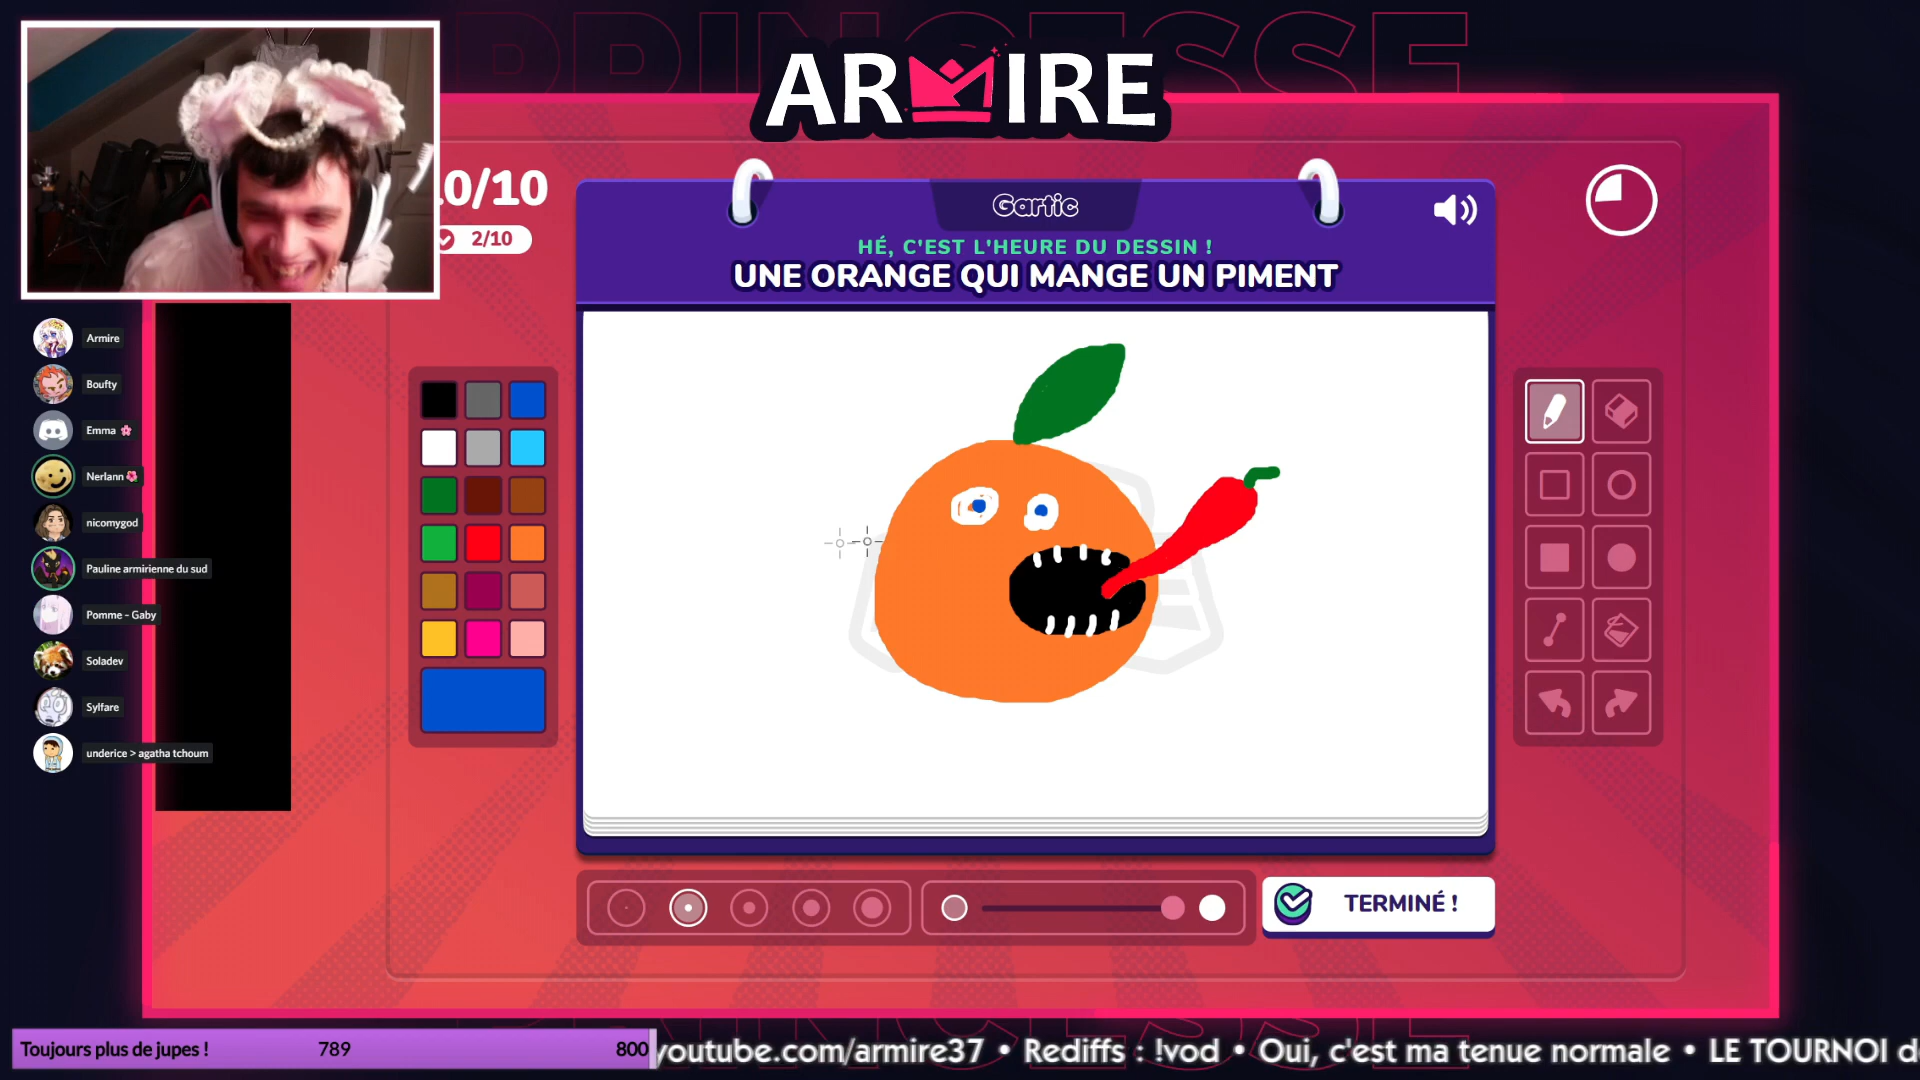 PRINCESSE
ARMIRE
0/10
2/10
Gartic
HÉ, C'EST L'HEURE DU DESSIN !
UNE ORANGE QUI MANGE UN PIMENT
Armire
Boufty
Emma 🌸
Nerlann 🌺
nicomygod
Pauline armirienne du sud
Pomme - Gaby
Soladev
Sylfare
underice > agatha tchoum
TERMINÉ !
PRINCESSE
Toujours plus de jupes ! 789 800
youtube.com/armire37 • Rediffs : !vod • Oui, c'est ma tenue normale • LE TOURNOI d